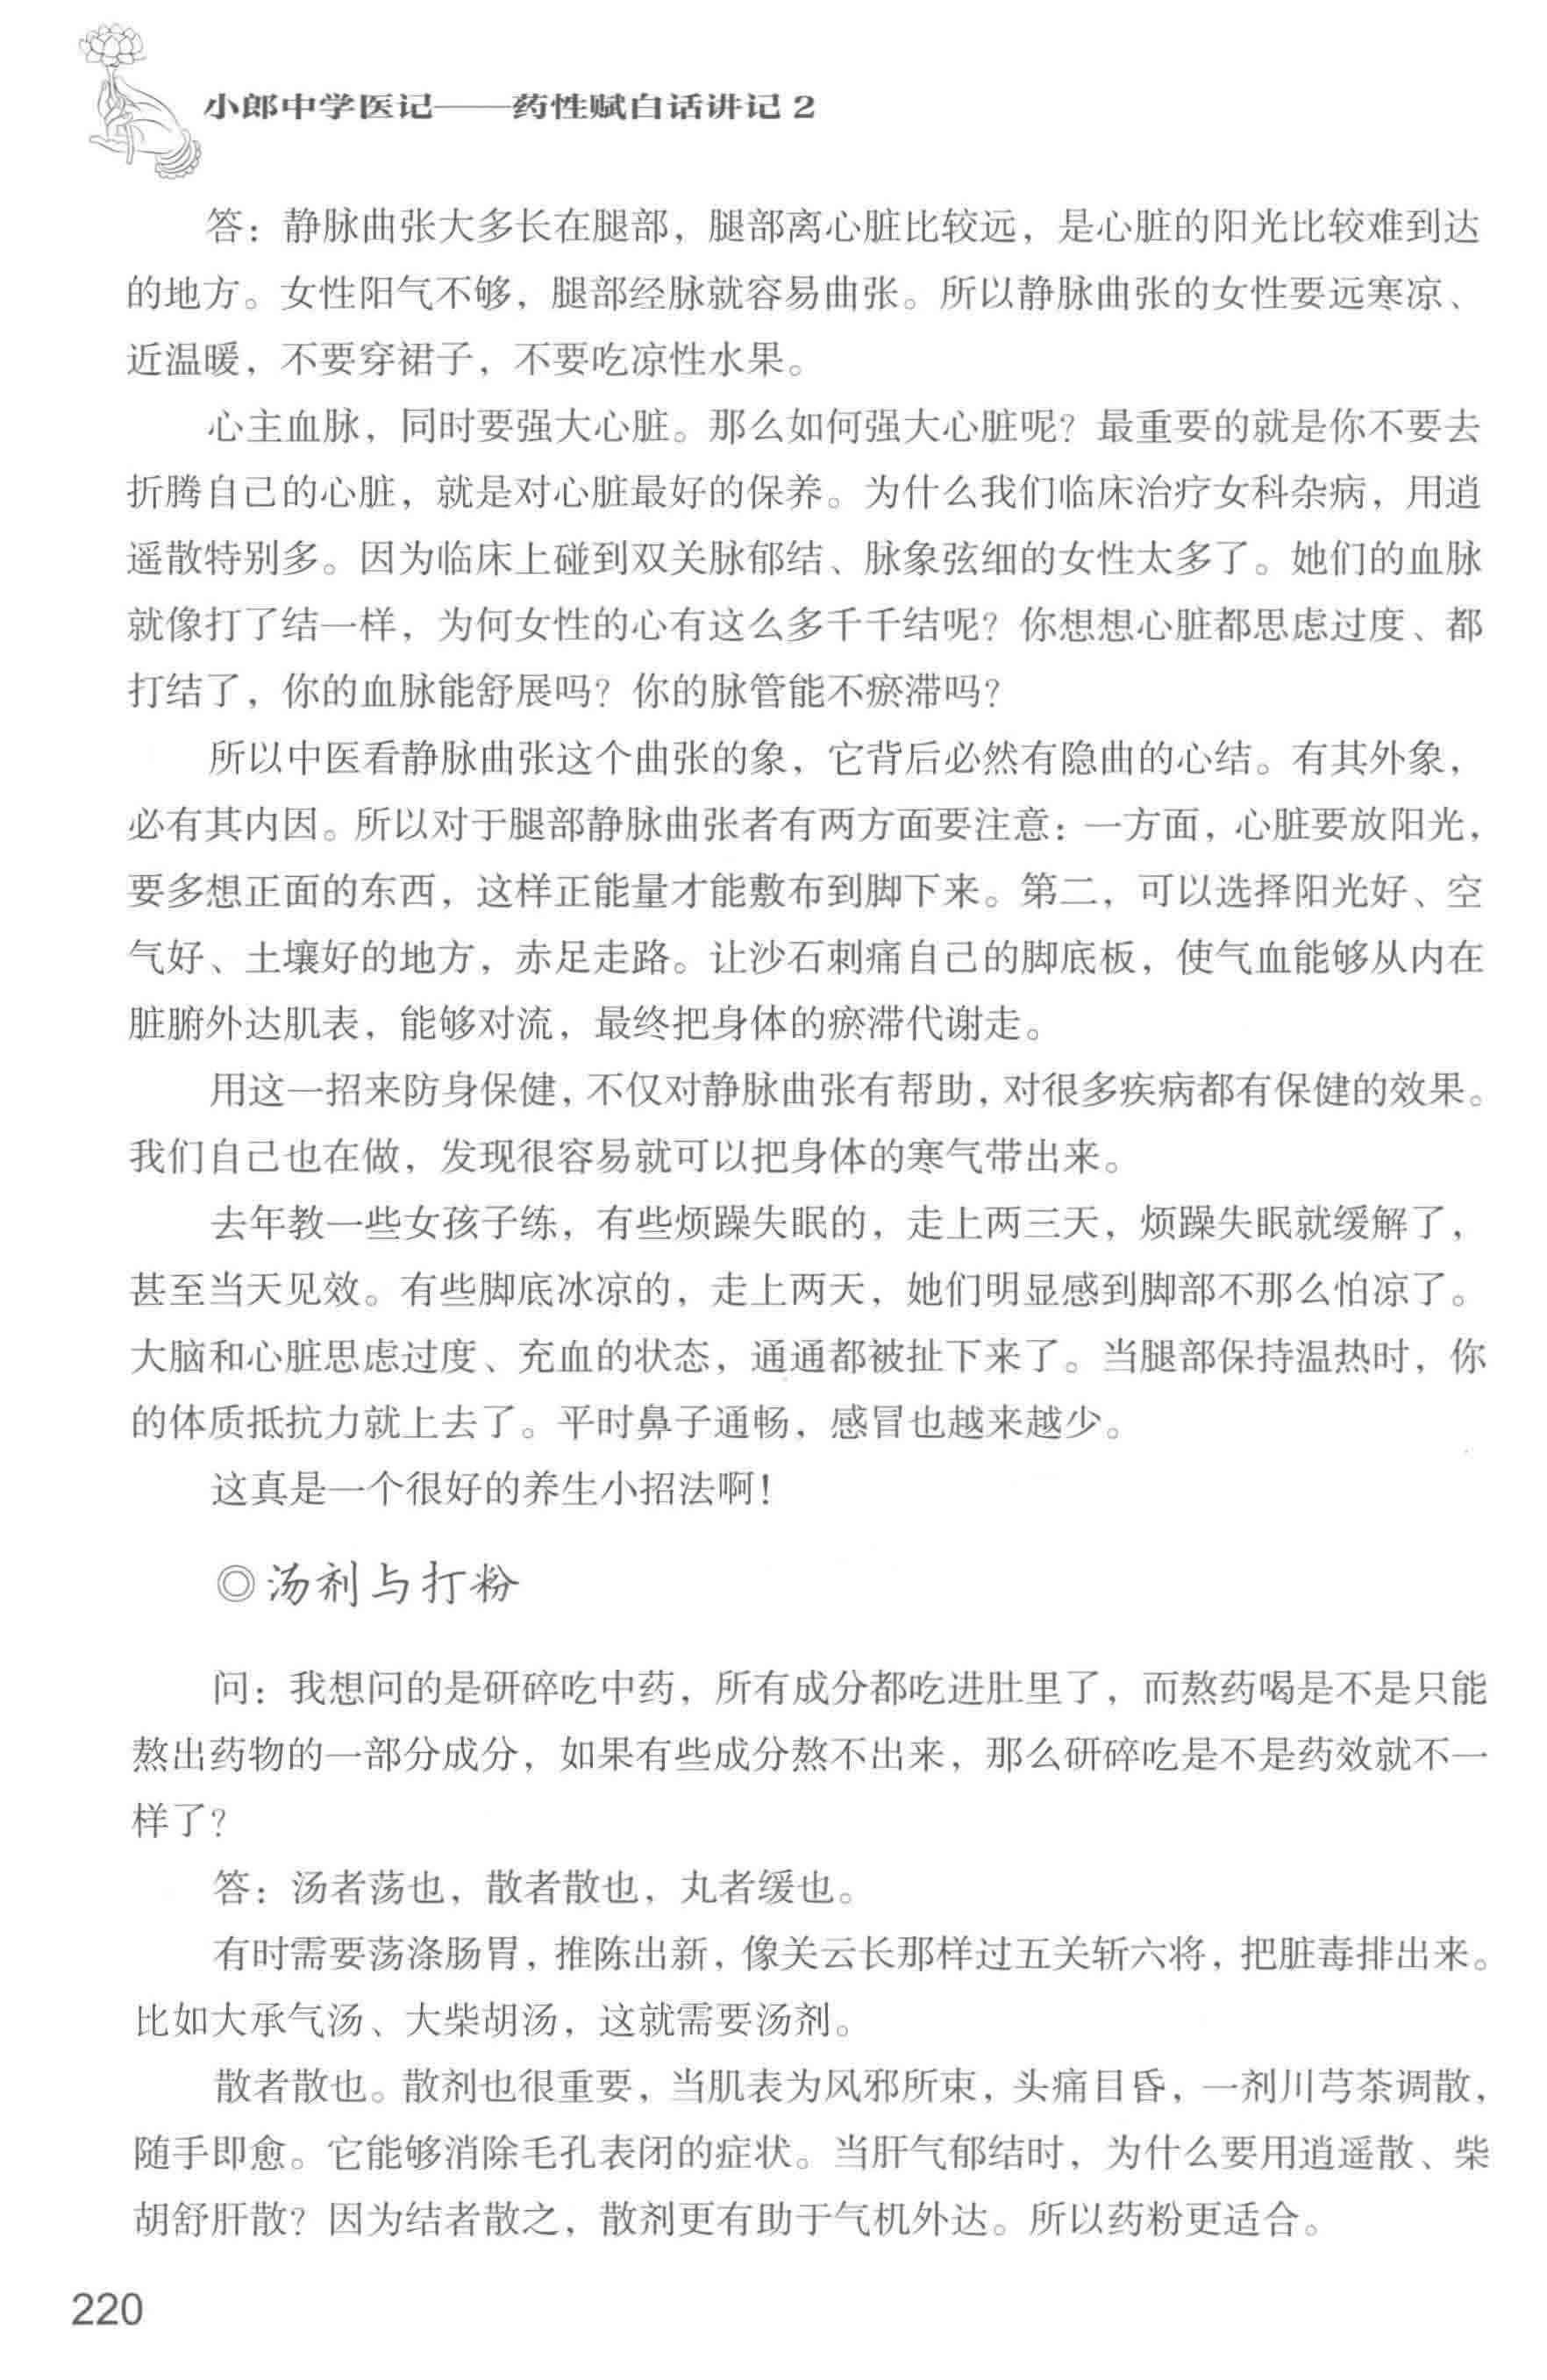 小郎中学医记——药性赋白话讲记 2
答：静脉曲张大多长在腿部，腿部离心脏比较远，是心脏的阳光比较难到达
的地方。女性阳气不够，腿部经脉就容易曲张。所以静脉曲张的女性要远寒凉、
近温暖，不要穿裙子，不要吃凉性水果。
心主血脉，同时要强大心脏。那么如何强大心脏呢？最重要的就是你不要去
折腾自己的心脏，就是对心脏最好的保养。为什么我们临床治疗女科杂病，用逍
遥散特别多。因为临床上碰到双关脉郁结、脉象弦细的女性太多了。她们的血脉
就像打了结一样，为何女性的心有这么多千千结呢？你想想心脏都思虑过度、都
打结了，你的血脉能舒展吗？你的脉管能不瘀滞吗？
所以中医看静脉曲张这个曲张的象，它背后必然有隐曲的心结。有其外象，
必有其内因。所以对于腿部静脉曲张者有两方面要注意：一方面，心脏要放阳光，
要多想正面的东西，这样正能量才能敷布到脚下来。第二，可以选择阳光好、空
气好、土壤好的地方，赤足走路。让沙石刺痛自己的脚底板，使气血能够从内在
脏腑外达肌表，能够对流，最终把身体的瘀滞代谢走。
用这一招来防身保健，不仅对静脉曲张有帮助，对很多疾病都有保健的效果。
我们自己也在做，发现很容易就可以把身体的寒气带出来。
去年教一些女孩子练，有些烦躁失眠的，走上两三天，烦躁失眠就缓解了，
甚至当天见效。有些脚底冰凉的，走上两天，她们明显感到脚部不那么怕凉了。
大脑和心脏思虑过度、充血的状态，通通都被扯下来了。当腿部保持温热时，你
的体质抵抗力就上去了。平时鼻子通畅，感冒也越来越少。
这真是一个很好的养生小招法啊！
◎汤剂与打粉
问：我想问的是研碎吃中药，所有成分都吃进肚里了，而熬药喝是不是只能
熬出药物的一部分成分，如果有些成分熬不出来，那么研碎吃是不是药效就不一
样了？
答：汤者荡也，散者散也，丸者缓也。
有时需要荡涤肠胃，推陈出新，像关云长那样过五关斩六将，把脏毒排出来。
比如大承气汤、大柴胡汤，这就需要汤剂。
散者散也。散剂也很重要，当肌表为风邪所束，头痛目昏，一剂川芎茶调散，
随手即愈。它能够消除毛孔表闭的症状。当肝气郁结时，为什么要用逍遥散、柴
胡舒肝散？因为结者散之，散剂更有助于气机外达。所以药粉更适合。
220